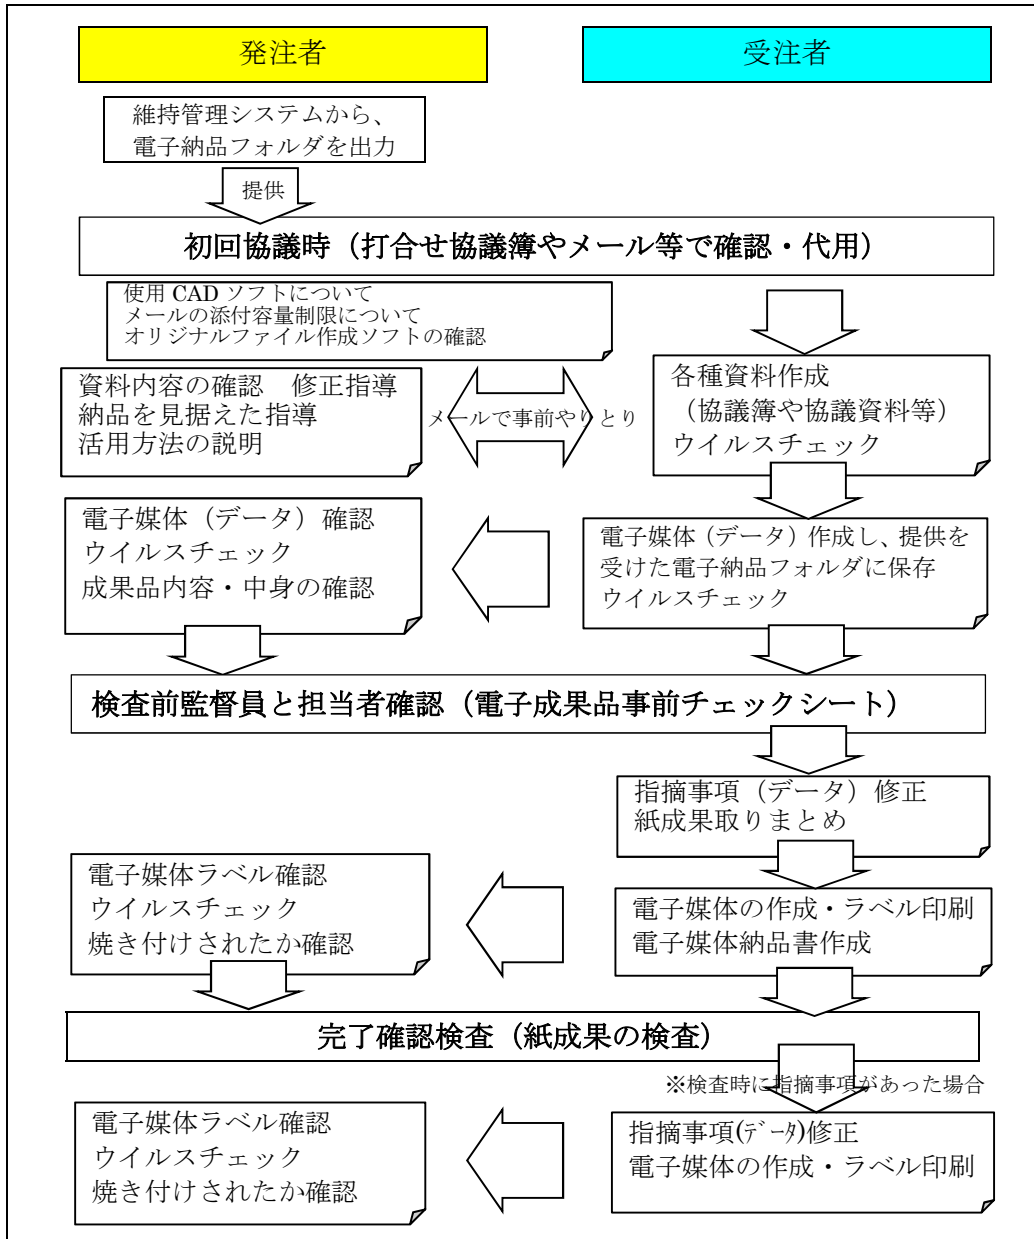 発注者
受注者
維持管理システムから、
電子納品フォルダを出力
提供
初回協議時（打合せ協議簿やメール等で確認・代用）
使用 CAD ソフトについて
メールの添付容量制限について
オリジナルファイル作成ソフトの確認
資料内容の確認　修正指導
納品を見据えた指導
活用方法の説明
メールで事前やりとり
各種資料作成
（協議簿や協議資料等）
ウイルスチェック
電子媒体（データ）確認
ウイルスチェック
成果品内容・中身の確認
電子媒体（データ）作成し、提供を
受けた電子納品フォルダに保存
ウイルスチェック
検査前監督員と担当者確認（電子成果品事前チェックシート）
指摘事項（データ）修正
紙成果取りまとめ
電子媒体ラベル確認
ウイルスチェック
焼き付けされたか確認
電子媒体の作成・ラベル印刷
電子媒体納品書作成
完了確認検査（紙成果の検査）
※検査時に指摘事項があった場合
電子媒体ラベル確認
ウイルスチェック
焼き付けされたか確認
指摘事項(ﾃﾞｰﾀ)修正
電子媒体の作成・ラベル印刷